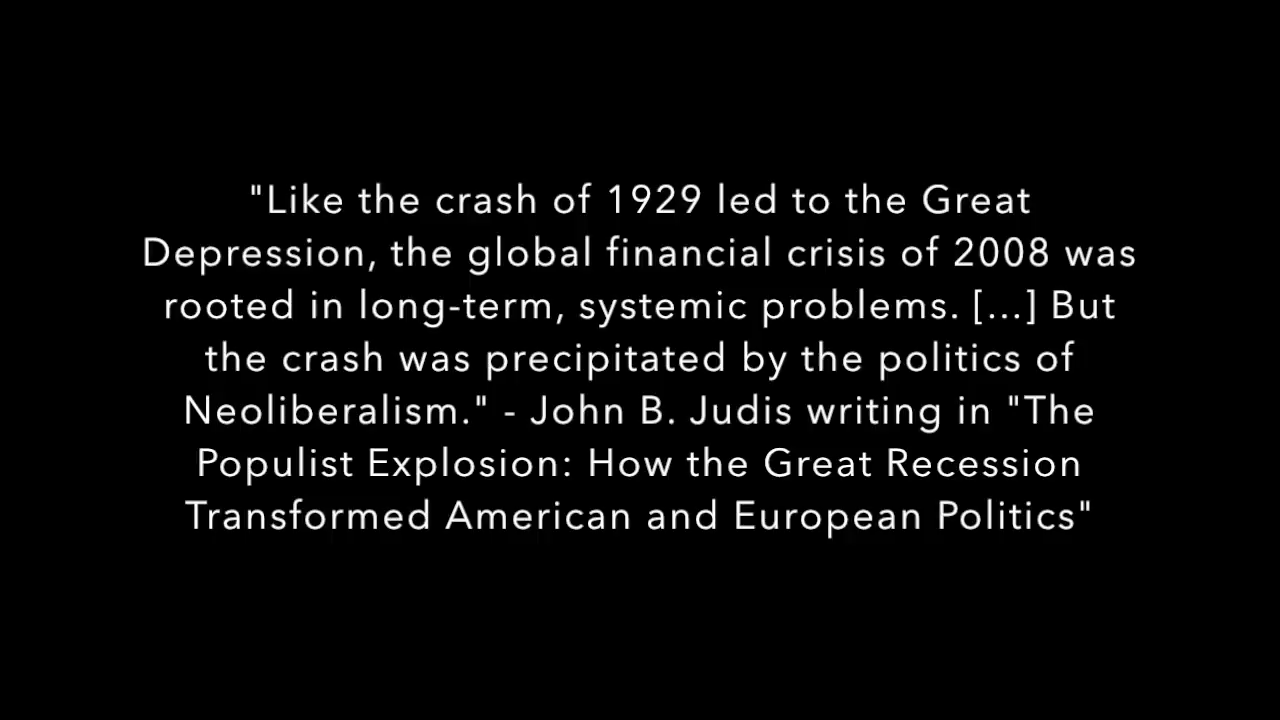 "Like the crash of 1929 led to the Great
Depression, the global financial crisis of 2008 was
rooted in long-term, systemic problems. [...] But
the crash was precipitated by the politics of
Neoliberalism." - John B. Judis writing in "The
Populist Explosion: How the Great Recession
Transformed American and European Politics"